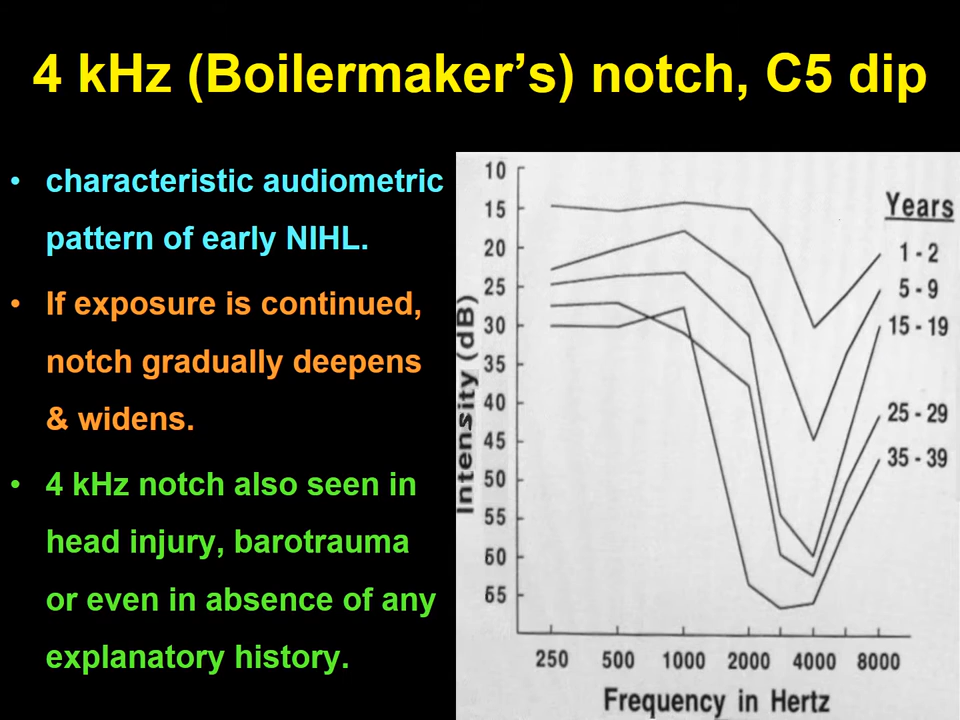 4 kHz (Boilermaker's) notch, C5 dip
• characteristic audiometric
pattern of early NIHL.
• If exposure is continued,
notch gradually deepens
& widens.
• 4 kHz notch also seen in
head injury, barotrauma
or even in absence of any
explanatory history.
Intensity (dB)
10
15
20
25
30
35
40
45
50
55
60
65
Years
1 - 2
5 - 9
15 - 19
25 - 29
35 - 39
250 500 1000 2000 4000 8000
Frequency in Hertz